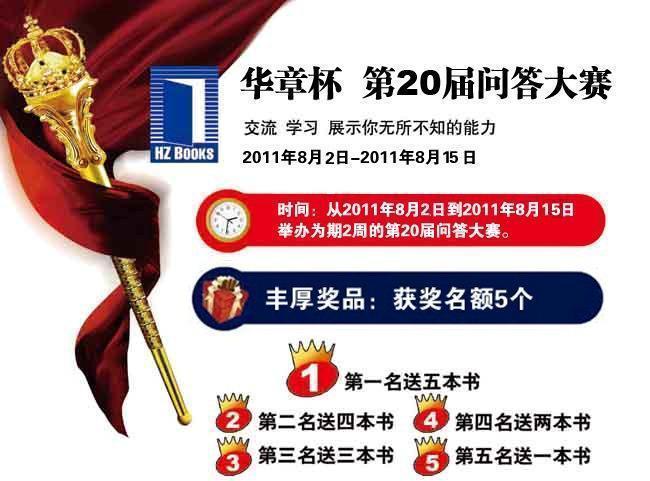 华章杯 第20届问答大赛
HZ BOOKS
交流 学习 展示你无所不知的能力
2011年8月2日-2011年8月15日
时间：从2011年8月2日到2011年8月15日
举办为期2周的第20届问答大赛。
丰厚奖品：获奖名额5个
1 第一名送五本书
2 第二名送四本书 4 第四名送两本书
3 第三名送三本书 5 第五名送一本书